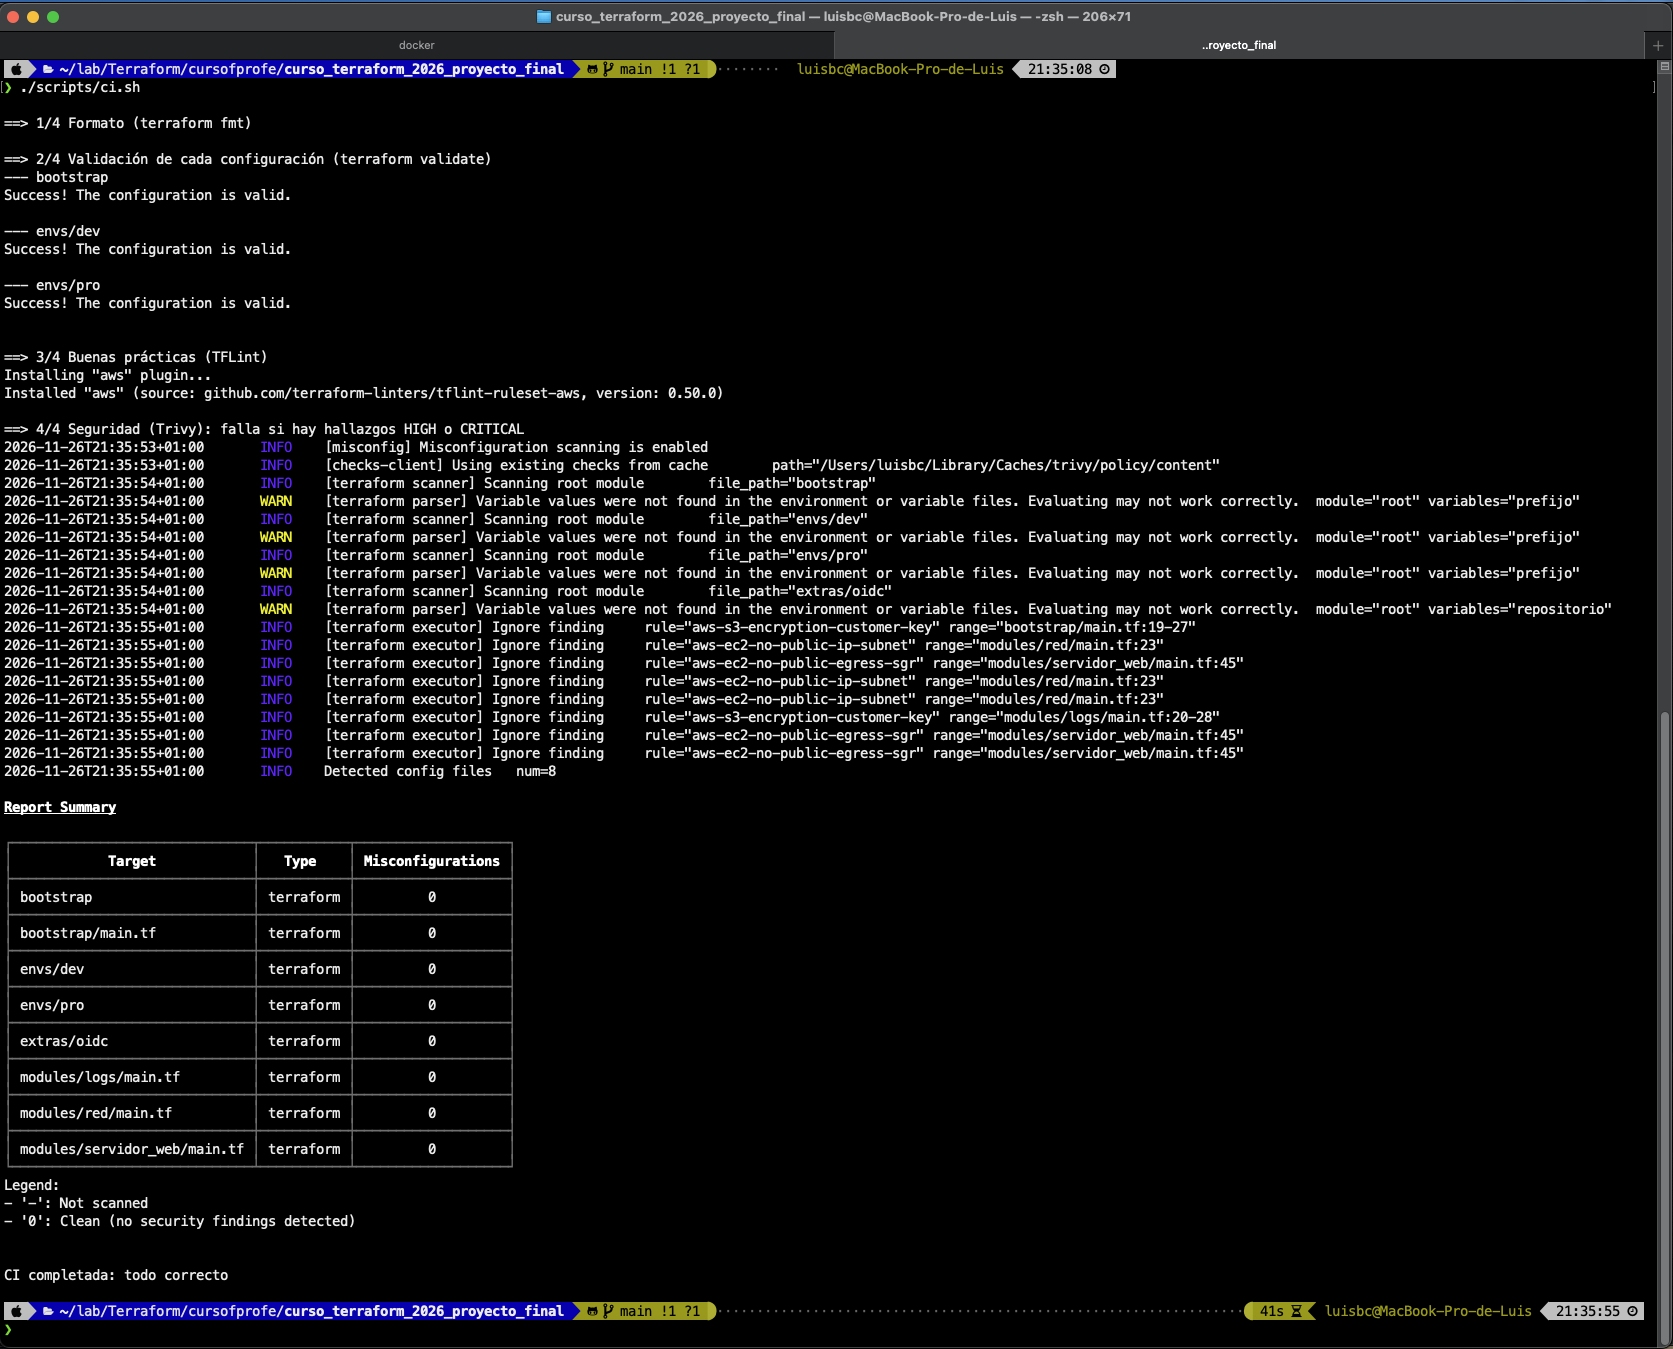 curso_terraform_2026_proyecto_final — luisbc@MacBook-Pro-de-Luis — -zsh — 206×71
docker ..royecto_final
~/lab/Terraform/cursofprofe/curso_terraform_2026_proyecto_final main !1 ?1 luisbc@MacBook-Pro-de-Luis 21:35:08
❯ ./scripts/ci.sh
==> 1/4 Formato (terraform fmt)
==> 2/4 Validación de cada configuración (terraform validate)
--- bootstrap
Success! The configuration is valid.
--- envs/dev
Success! The configuration is valid.
--- envs/pro
Success! The configuration is valid.
==> 3/4 Buenas prácticas (TFLint)
Installing "aws" plugin...
Installed "aws" (source: github.com/terraform-linters/tflint-ruleset-aws, version: 0.50.0)
==> 4/4 Seguridad (Trivy): falla si hay hallazgos HIGH o CRITICAL
2026-11-26T21:35:53+01:00 INFO [misconfig] Misconfiguration scanning is enabled
2026-11-26T21:35:53+01:00 INFO [checks-client] Using existing checks from cache path="/Users/luisbc/Library/Caches/trivy/policy/content"
2026-11-26T21:35:54+01:00 INFO [terraform scanner] Scanning root module file_path="bootstrap"
2026-11-26T21:35:54+01:00 WARN [terraform parser] Variable values were not found in the environment or variable files. Evaluating may not work correctly. module="root" variables="prefijo"
2026-11-26T21:35:54+01:00 INFO [terraform scanner] Scanning root module file_path="envs/dev"
2026-11-26T21:35:54+01:00 WARN [terraform parser] Variable values were not found in the environment or variable files. Evaluating may not work correctly. module="root" variables="prefijo"
2026-11-26T21:35:54+01:00 INFO [terraform scanner] Scanning root module file_path="envs/pro"
2026-11-26T21:35:54+01:00 WARN [terraform parser] Variable values were not found in the environment or variable files. Evaluating may not work correctly. module="root" variables="prefijo"
2026-11-26T21:35:54+01:00 INFO [terraform scanner] Scanning root module file_path="extras/oidc"
2026-11-26T21:35:54+01:00 WARN [terraform parser] Variable values were not found in the environment or variable files. Evaluating may not work correctly. module="root" variables="repositorio"
2026-11-26T21:35:55+01:00 INFO [terraform executor] Ignore finding rule="aws-s3-encryption-customer-key" range="bootstrap/main.tf:19-27"
2026-11-26T21:35:55+01:00 INFO [terraform executor] Ignore finding rule="aws-ec2-no-public-ip-subnet" range="modules/red/main.tf:23"
2026-11-26T21:35:55+01:00 INFO [terraform executor] Ignore finding rule="aws-ec2-no-public-egress-sgr" range="modules/servidor_web/main.tf:45"
2026-11-26T21:35:55+01:00 INFO [terraform executor] Ignore finding rule="aws-ec2-no-public-ip-subnet" range="modules/red/main.tf:23"
2026-11-26T21:35:55+01:00 INFO [terraform executor] Ignore finding rule="aws-ec2-no-public-ip-subnet" range="modules/red/main.tf:23"
2026-11-26T21:35:55+01:00 INFO [terraform executor] Ignore finding rule="aws-s3-encryption-customer-key" range="modules/logs/main.tf:20-28"
2026-11-26T21:35:55+01:00 INFO [terraform executor] Ignore finding rule="aws-ec2-no-public-egress-sgr" range="modules/servidor_web/main.tf:45"
2026-11-26T21:35:55+01:00 INFO [terraform executor] Ignore finding rule="aws-ec2-no-public-egress-sgr" range="modules/servidor_web/main.tf:45"
2026-11-26T21:35:55+01:00 INFO Detected config files num=8
Report Summary
Target Type Misconfigurations
bootstrap terraform 0
bootstrap/main.tf terraform 0
envs/dev terraform 0
envs/pro terraform 0
extras/oidc terraform 0
modules/logs/main.tf terraform 0
modules/red/main.tf terraform 0
modules/servidor_web/main.tf terraform 0
Legend:
- '-': Not scanned
- '0': Clean (no security findings detected)
CI completada: todo correcto
~/lab/Terraform/cursofprofe/curso_terraform_2026_proyecto_final main !1 ?1 41s luisbc@MacBook-Pro-de-Luis 21:35:55
❯